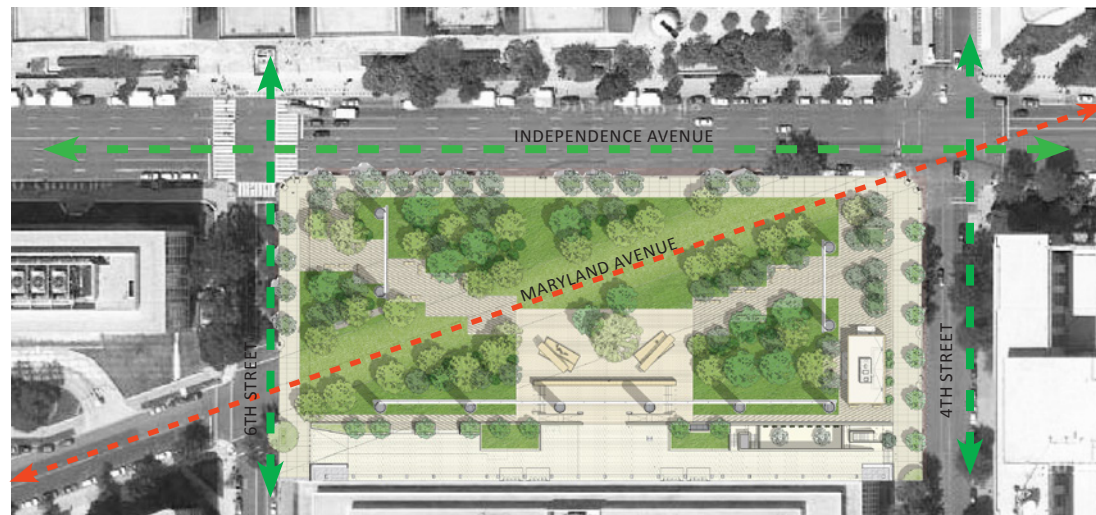 INDEPENDENCE AVENUE
MARYLAND AVENUE
6TH STREET
4TH STREET